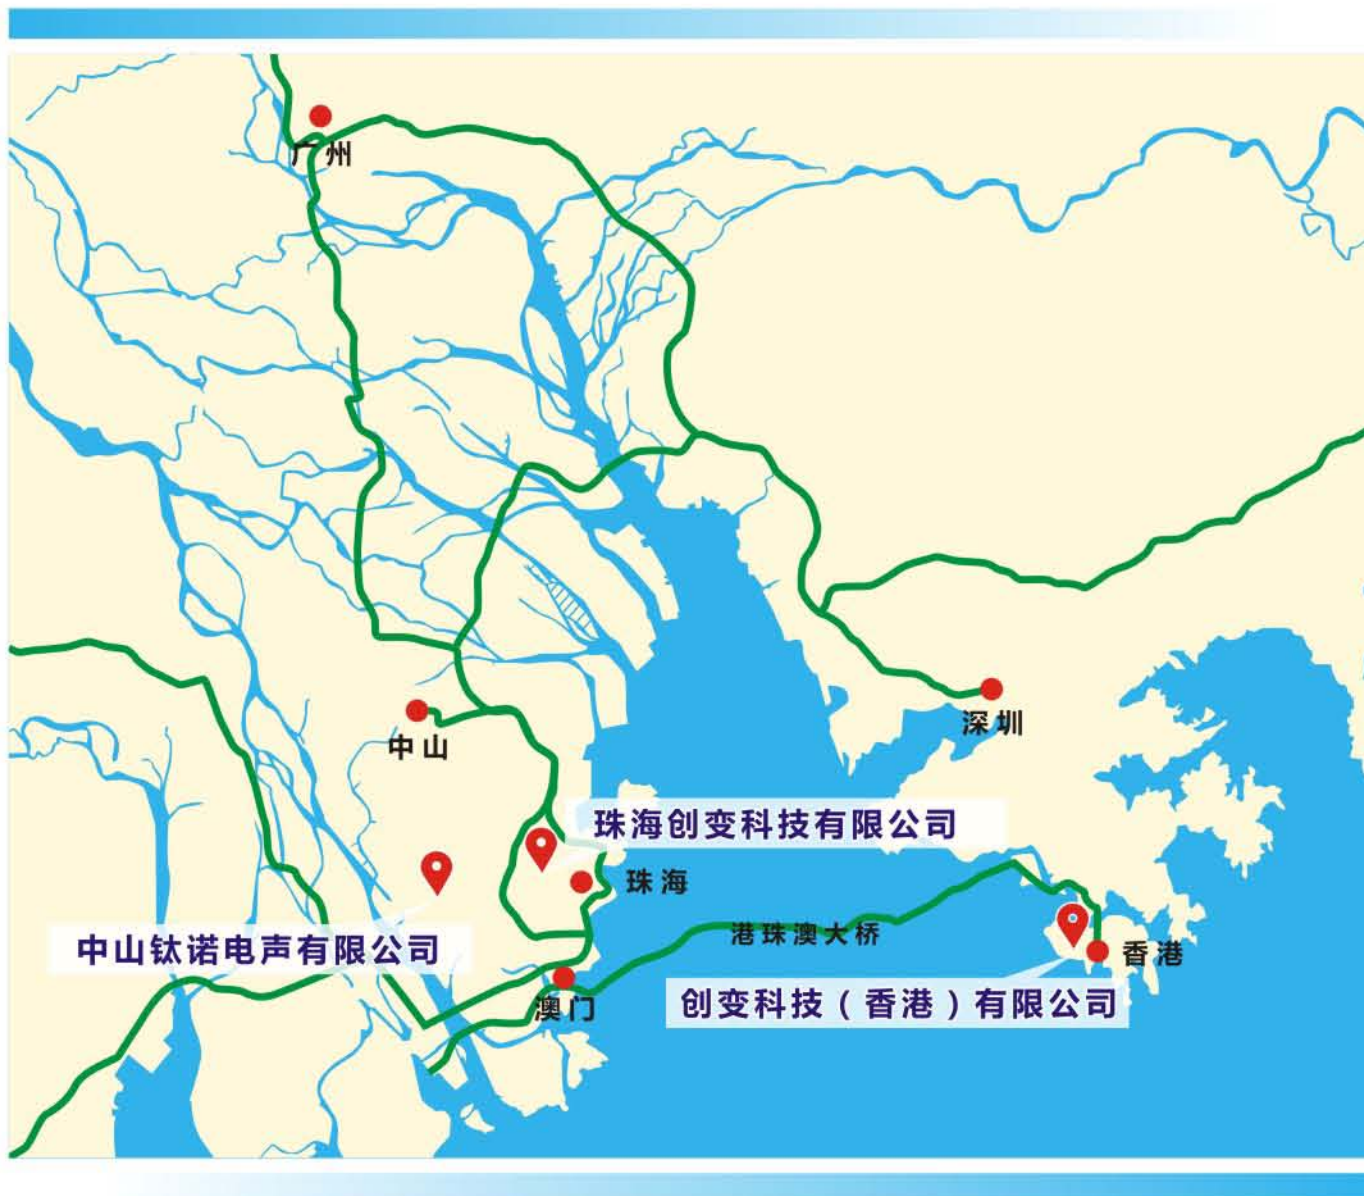 广州
深圳
中山
珠海创变科技有限公司
珠海
港珠澳大桥
中山钛诺电声有限公司
香港
创变科技（香港）有限公司
澳门